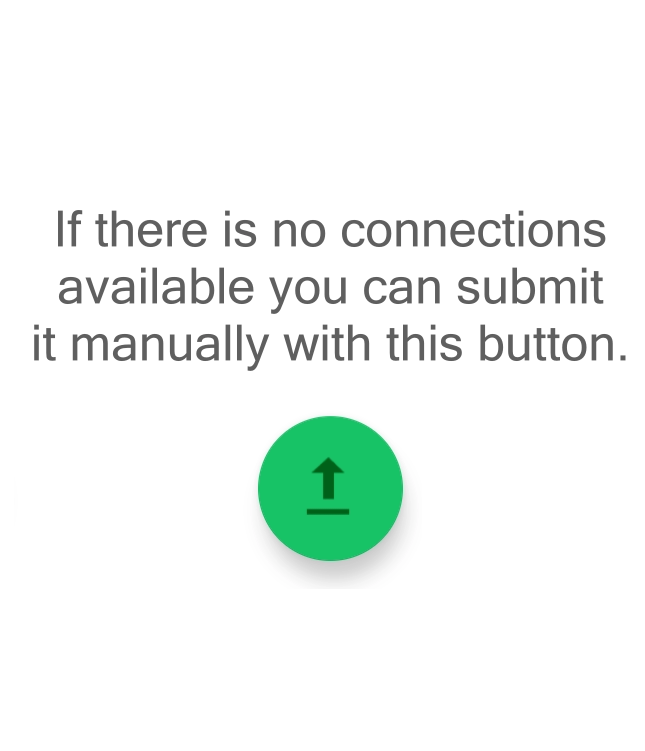 If there is no connections
available you can submit
it manually with this button.